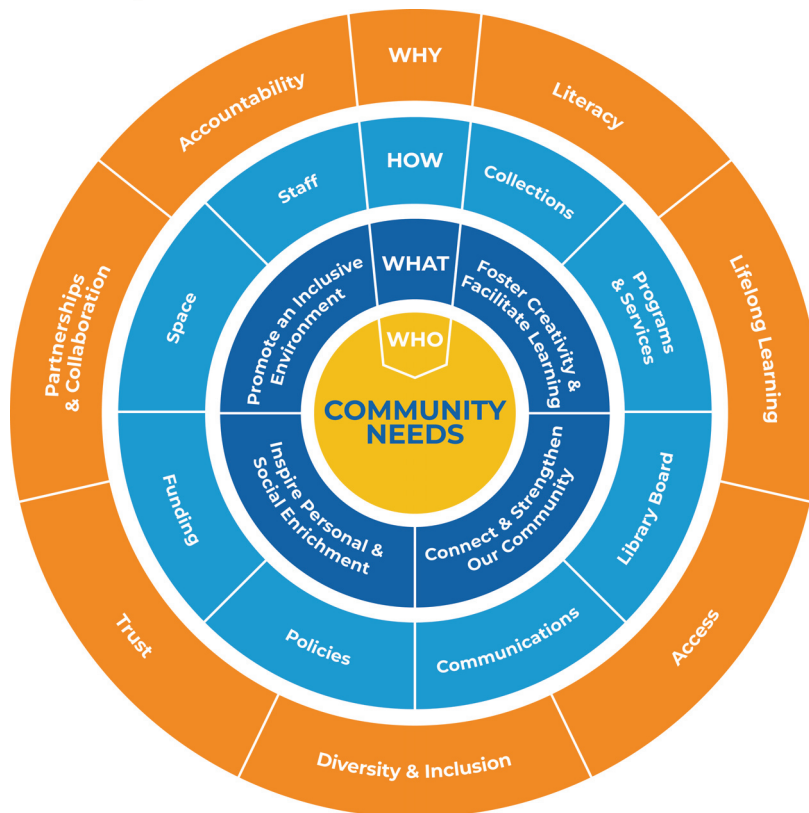 WHY
Literacy
Lifelong Learning
Access
Diversity & Inclusion
Trust
Partnerships
& Collaboration
Accountability
HOW
Collections
Programs
& Services
Library Board
Communications
Policies
Funding
Space
Staff
WHAT
Foster Creativity &
Facilitate Learning
Connect & Strengthen
Our Community
Inspire Personal &
Social Enrichment
Promote an Inclusive
Environment
WHO
COMMUNITY
NEEDS